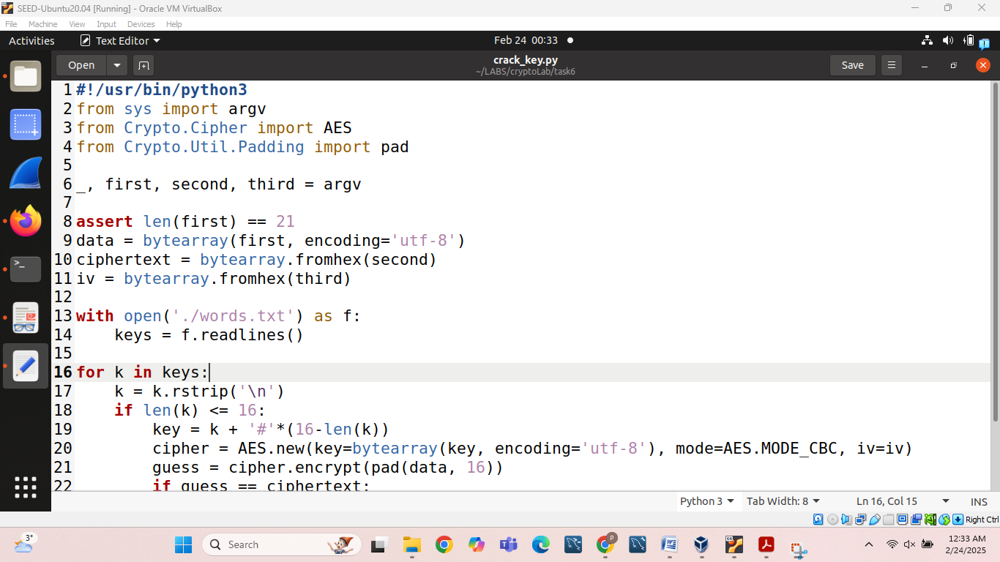 SEED-Ubuntu20.04 [Running] - Oracle VM VirtualBox
File Machine View Input Devices Help
Activities Text Editor Feb 24 00:33
Open crack_key.py Save
~/LABS/cryptoLab/task6
1 #!/usr/bin/python3
2 from sys import argv
3 from Crypto.Cipher import AES
4 from Crypto.Util.Padding import pad
5
6 _, first, second, third = argv
7
8 assert len(first) == 21
9 data = bytearray(first, encoding='utf-8')
10 ciphertext = bytearray.fromhex(second)
11 iv = bytearray.fromhex(third)
12
13 with open('./words.txt') as f:
14     keys = f.readlines()
15
16 for k in keys:
17     k = k.rstrip('\n')
18     if len(k) <= 16:
19         key = k + '#'*(16-len(k))
20         cipher = AES.new(key=bytearray(key, encoding='utf-8'), mode=AES.MODE_CBC, iv=iv)
21         guess = cipher.encrypt(pad(data, 16))
22         if guess == ciphertext:
Python 3 Tab Width: 8 Ln 16, Col 15 INS
Right Ctrl
3°
Search
12:33 AM
2/24/2025